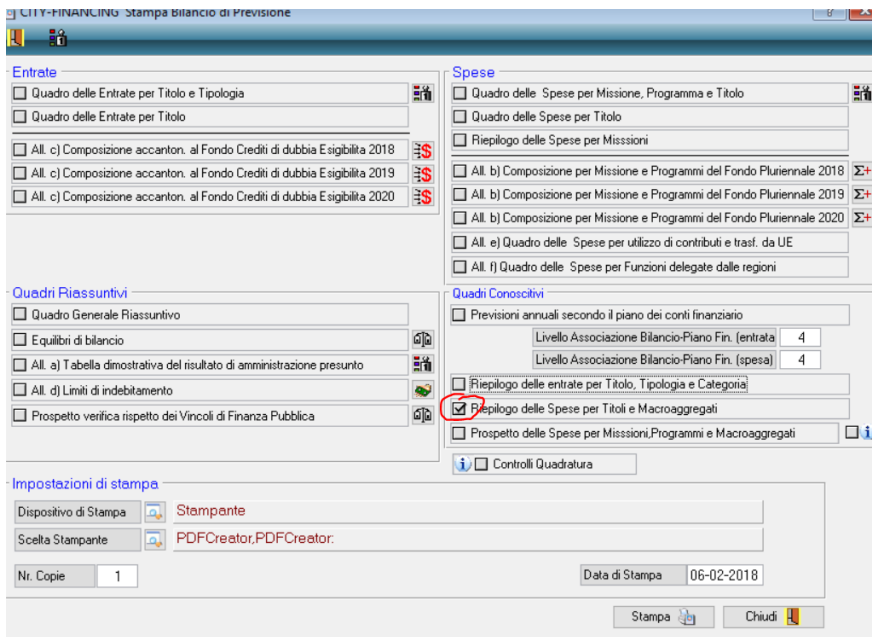 CITY-FINANCING Stampa Bilancio di Previsione
Entrate
Quadro delle Entrate per Titolo e Tipologia
Quadro delle Entrate per Titolo
All. c) Composizione accanton. al Fondo Crediti di dubbia Esigibilita 2018
All. c) Composizione accanton. al Fondo Crediti di dubbia Esigibilita 2019
All. c) Composizione accanton. al Fondo Crediti di dubbia Esigibilita 2020
Spese
Quadro delle Spese per Missione, Programma e Titolo
Quadro delle Spese per Titolo
Riepilogo delle Spese per Misssioni
All. b) Composizione per Missione e Programmi del Fondo Pluriennale 2018
All. b) Composizione per Missione e Programmi del Fondo Pluriennale 2019
All. b) Composizione per Missione e Programmi del Fondo Pluriennale 2020
All. e) Quadro delle Spese per utilizzo di contributi e trasf. da UE
All. f) Quadro delle Spese per Funzioni delegate dalle regioni
Quadri Riassuntivi
Quadro Generale Riassuntivo
Equilibri di bilancio
All. a) Tabella dimostrativa del risultato di amministrazione presunto
All. d) Limiti di indebitamento
Prospetto verifica rispetto dei Vincoli di Finanza Pubblica
Quadri Conoscitivi
Previsioni annuali secondo il piano dei conti finanziario
Livello Associazione Bilancio-Piano Fin. (entrata 4
Livello Associazione Bilancio-Piano Fin. (spesa) 4
Riepilogo delle entrate per Titolo, Tipologia e Categoria
Riepilogo delle Spese per Titoli e Macroaggregati
Prospetto delle Spese per Misssioni,Programmi e Macroaggregati
Controlli Quadratura
Impostazioni di stampa
Dispositivo di Stampa Stampante
Scelta Stampante PDFCreator,PDFCreator:
Nr. Copie 1 Data di Stampa 06-02-2018
Stampa Chiudi